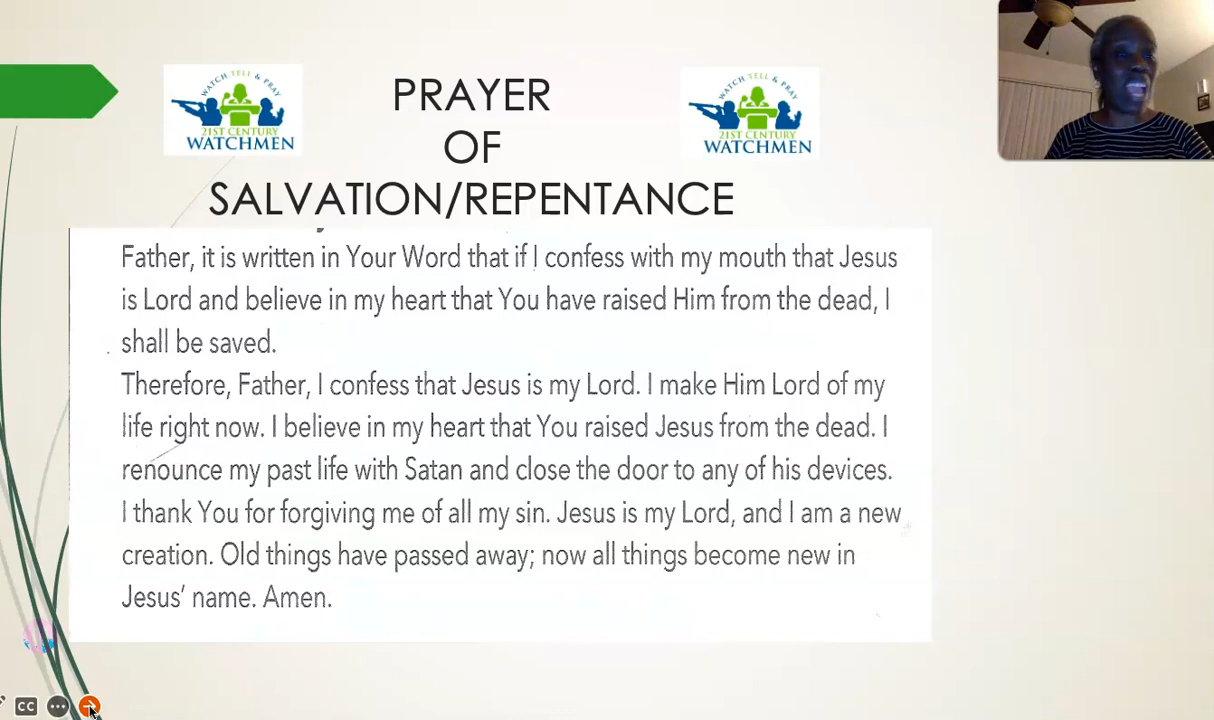 WATCH TELL & PRAY
21ST CENTURY
WATCHMEN
PRAYER
OF
SALVATION/REPENTANCE
WATCH TELL & PRAY
21ST CENTURY
WATCHMEN
Father, it is written in Your Word that if I confess with my mouth that Jesus
is Lord and believe in my heart that You have raised Him from the dead, I
shall be saved.
Therefore, Father, I confess that Jesus is my Lord. I make Him Lord of my
life right now. I believe in my heart that You raised Jesus from the dead. I
renounce my past life with Satan and close the door to any of his devices.
I thank You for forgiving me of all my sin. Jesus is my Lord, and I am a new
creation. Old things have passed away; now all things become new in
Jesus' name. Amen.
CC